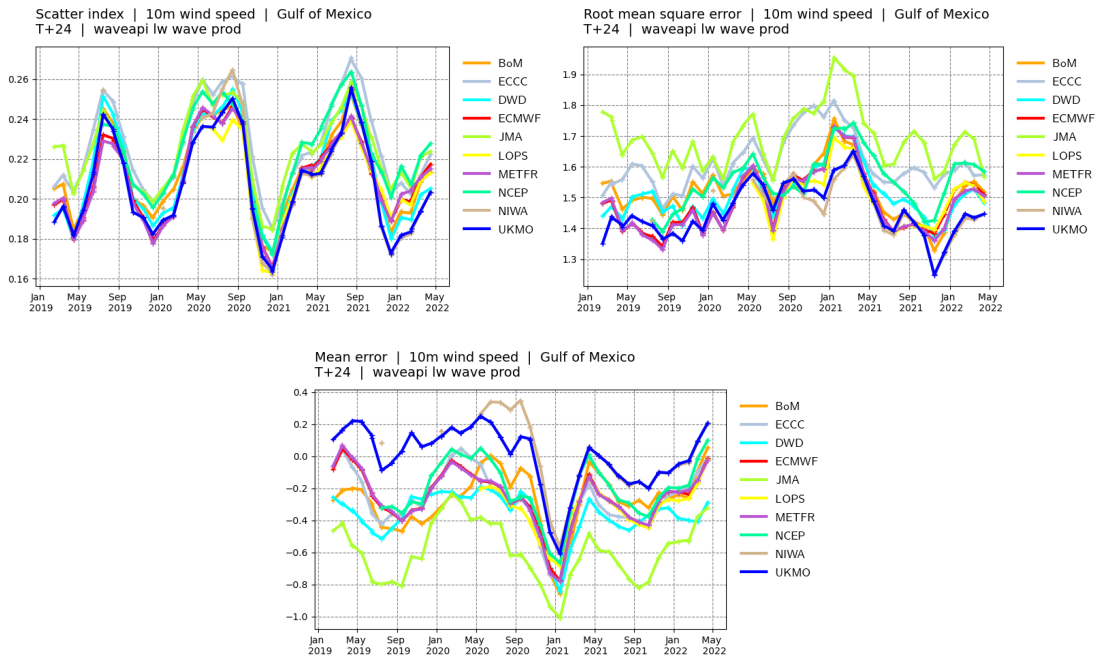 Scatter index | 10m wind speed | Gulf of Mexico
T+24 | waveapi lw wave prod
0.26
0.24
0.22
0.20
0.18
0.16
Jan 2019
May 2019
Sep 2019
Jan 2020
May 2020
Sep 2020
Jan 2021
May 2021
Sep 2021
Jan 2022
May 2022
BoM
ECCC
DWD
ECMWF
JMA
LOPS
METFR
NCEP
NIWA
UKMO
Root mean square error | 10m wind speed | Gulf of Mexico
T+24 | waveapi lw wave prod
1.9
1.8
1.7
1.6
1.5
1.4
1.3
Jan 2019
May 2019
Sep 2019
Jan 2020
May 2020
Sep 2020
Jan 2021
May 2021
Sep 2021
Jan 2022
May 2022
BoM
ECCC
DWD
ECMWF
JMA
LOPS
METFR
NCEP
NIWA
UKMO
Mean error | 10m wind speed | Gulf of Mexico
T+24 | waveapi lw wave prod
0.4
0.2
0.0
−0.2
−0.4
−0.6
−0.8
−1.0
Jan 2019
May 2019
Sep 2019
Jan 2020
May 2020
Sep 2020
Jan 2021
May 2021
Sep 2021
Jan 2022
May 2022
BoM
ECCC
DWD
ECMWF
JMA
LOPS
METFR
NCEP
NIWA
UKMO